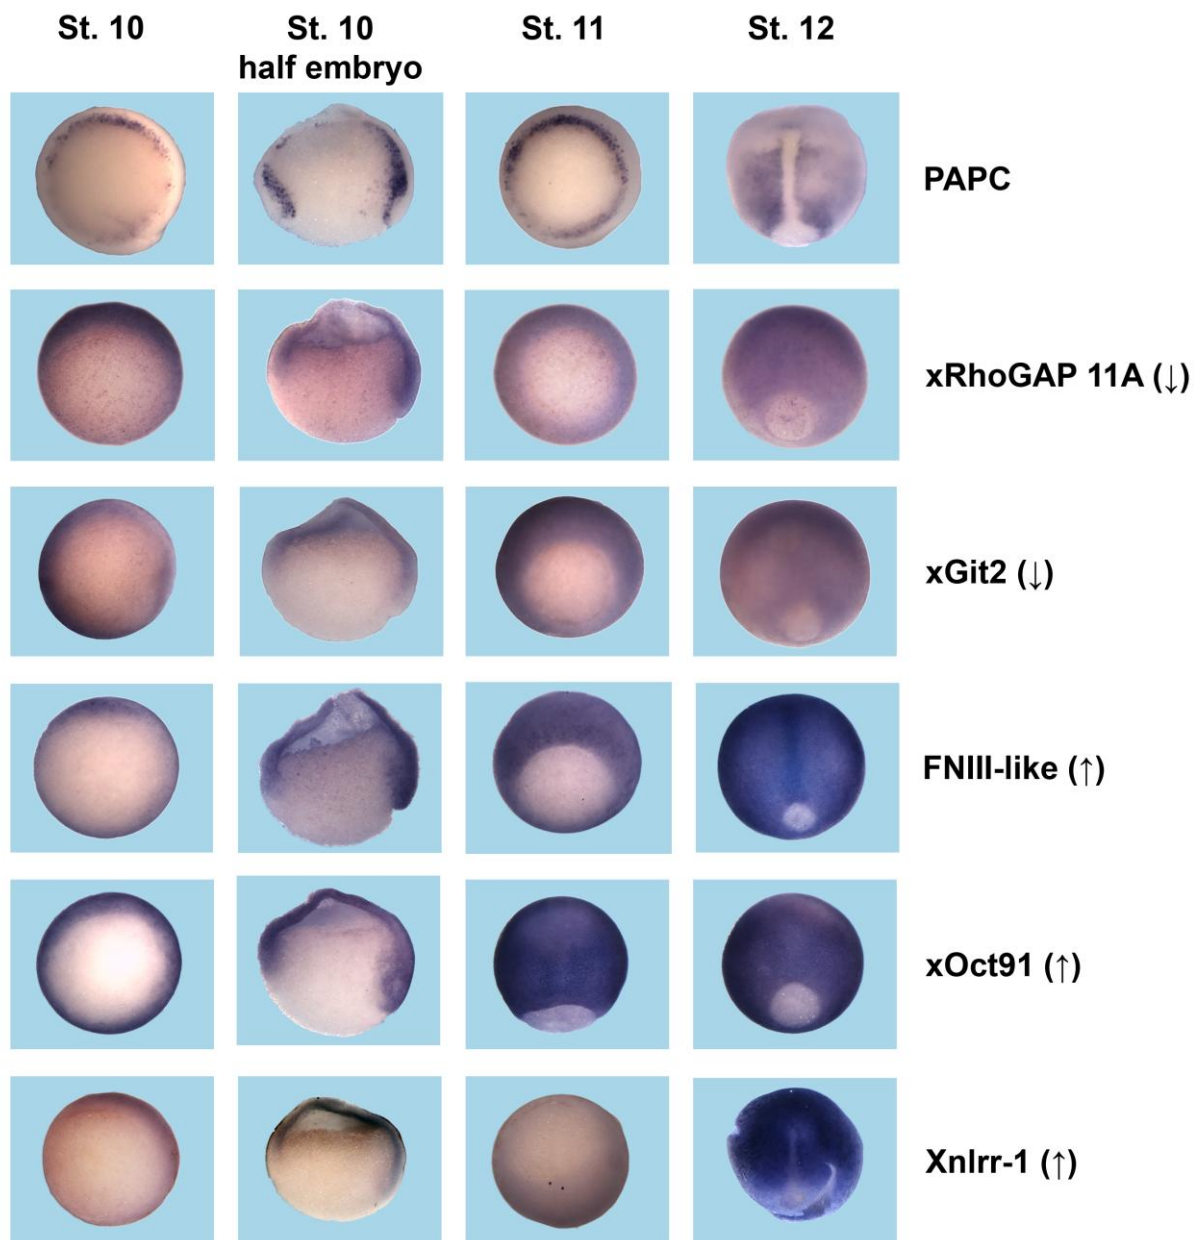 St. 10
St. 10
half embryo
St. 11
St. 12
PAPC
xRhoGAP 11A (↓)
xGit2 (↓)
FNIII-like (↑)
xOct91 (↑)
Xnlrr-1 (↑)